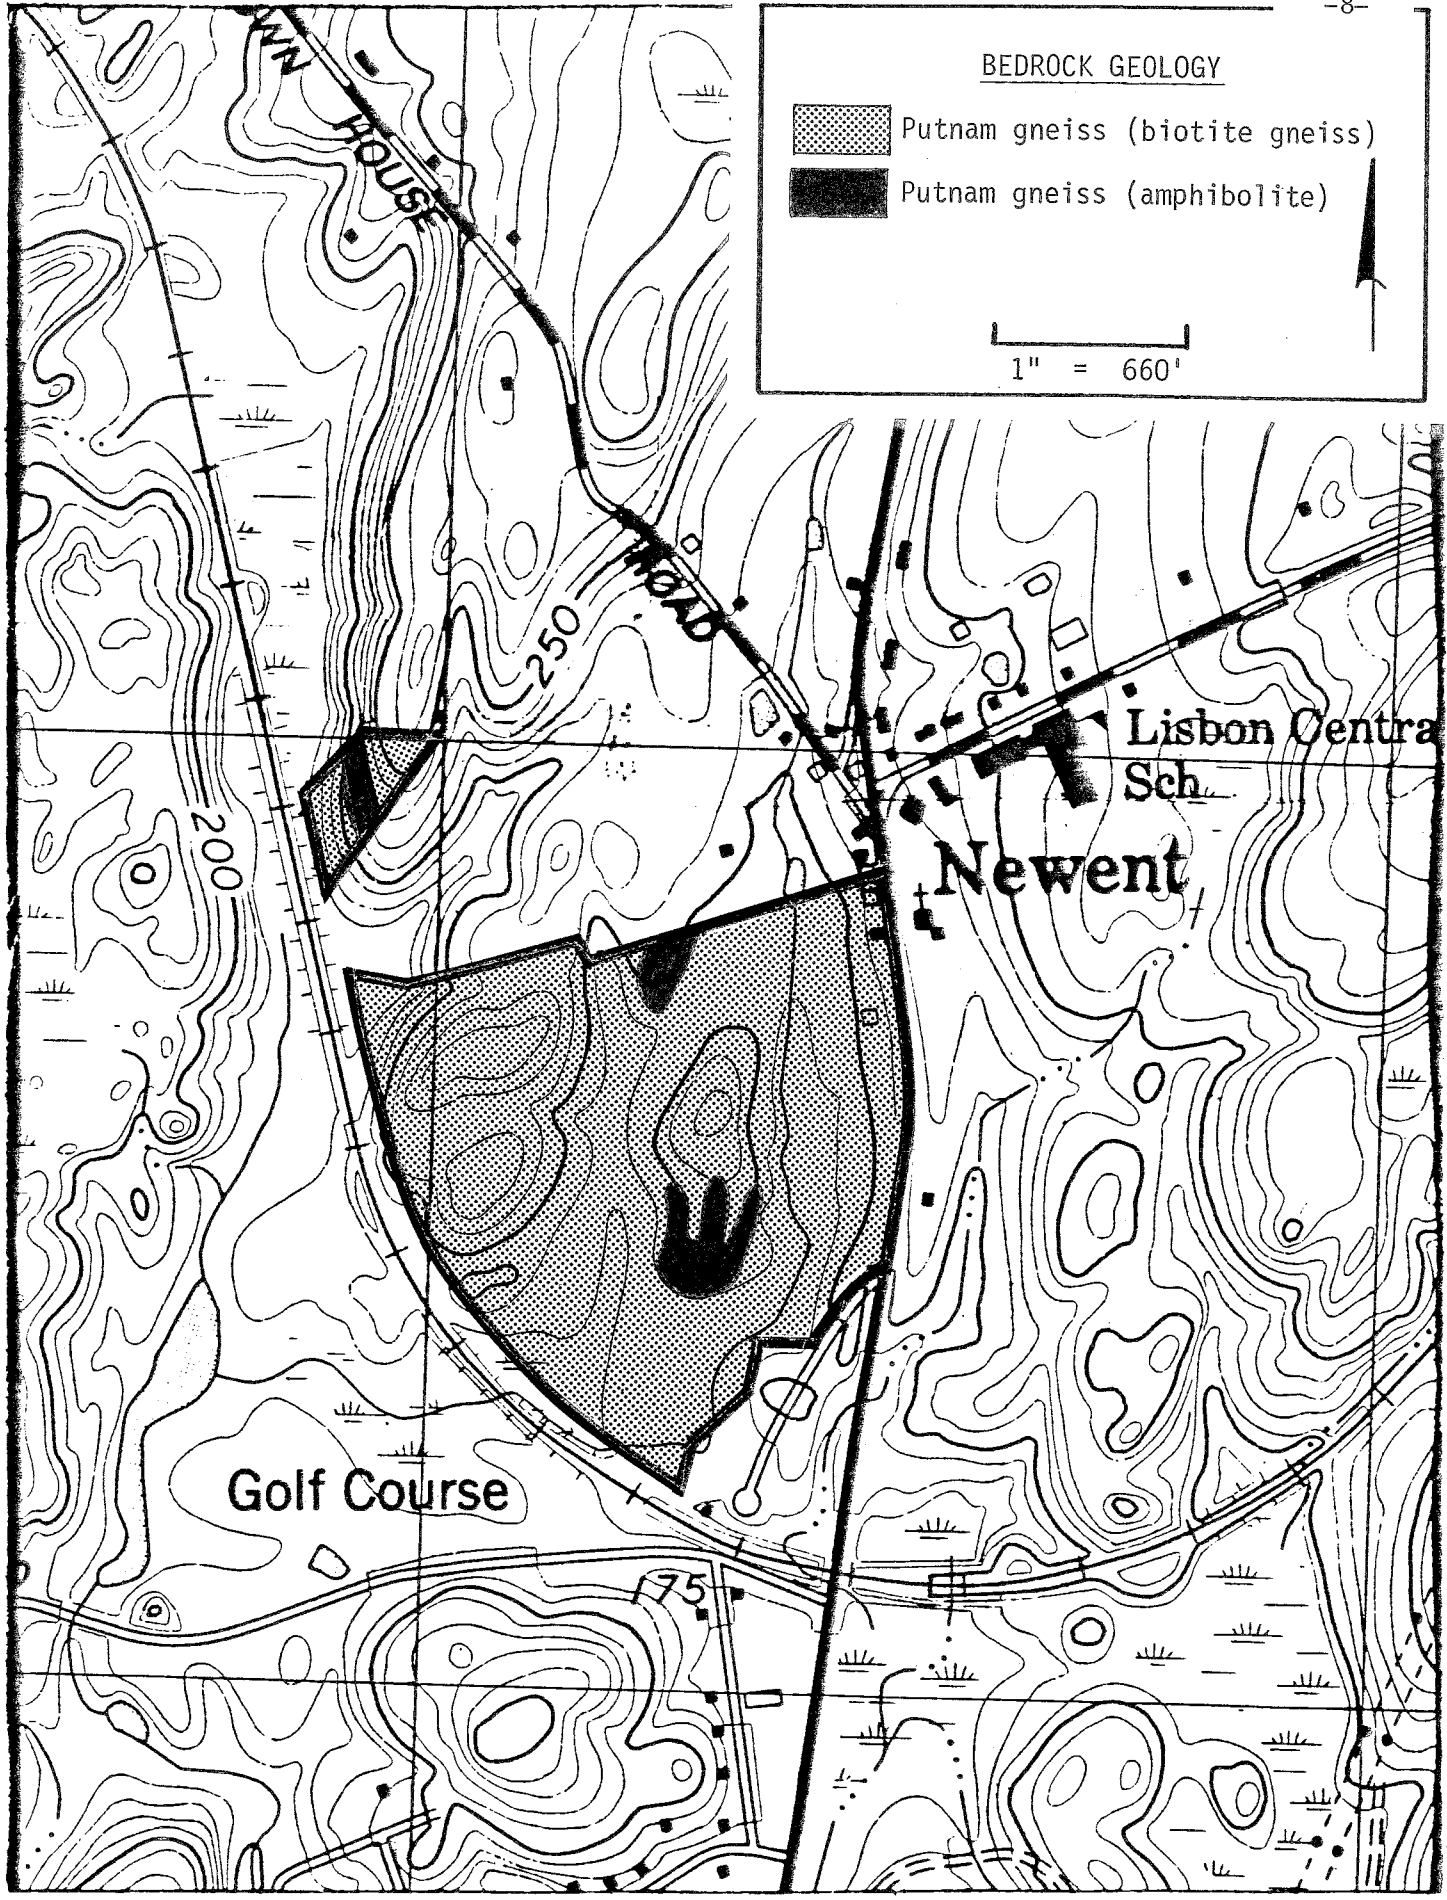 -8-
BEDROCK GEOLOGY
Putnam gneiss (biotite gneiss)
Putnam gneiss (amphibolite)
1" = 660'
WN HOUSE ROAD
250
Lisbon Centra
Sch
200
Newent
Golf Course
175